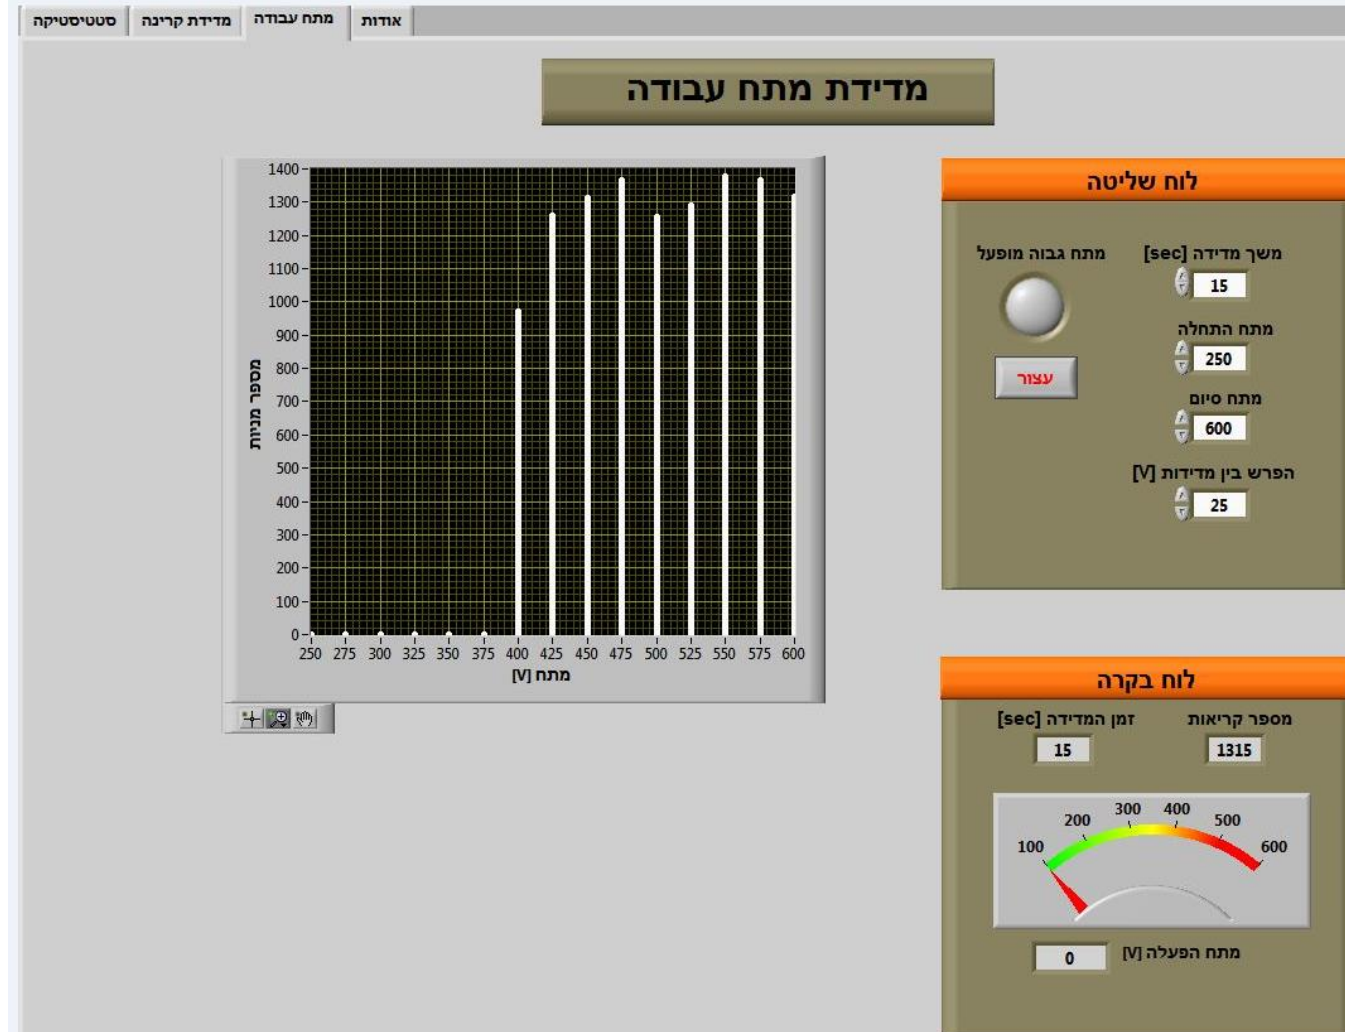 אודות
מתח עבודה
מדידת קרינה
סטטיסטיקה
מדידת מתח עבודה
לוח שליטה
משך מדידה [sec]
15
מתח התחלה
250
מתח סיום
600
הפרש בין מדידות [V]
25
מתח גבוה מופעל
עצור
מספר מניות
1400
1300
1200
1100
1000
900
800
700
600
500
400
300
200
100
0
250 275 300 325 350 375 400 425 450 475 500 525 550 575 600
מתח [V]
לוח בקרה
מספר קריאות
1315
זמן המדידה [sec]
15
100 200 300 400 500 600
מתח הפעלה [V]
0